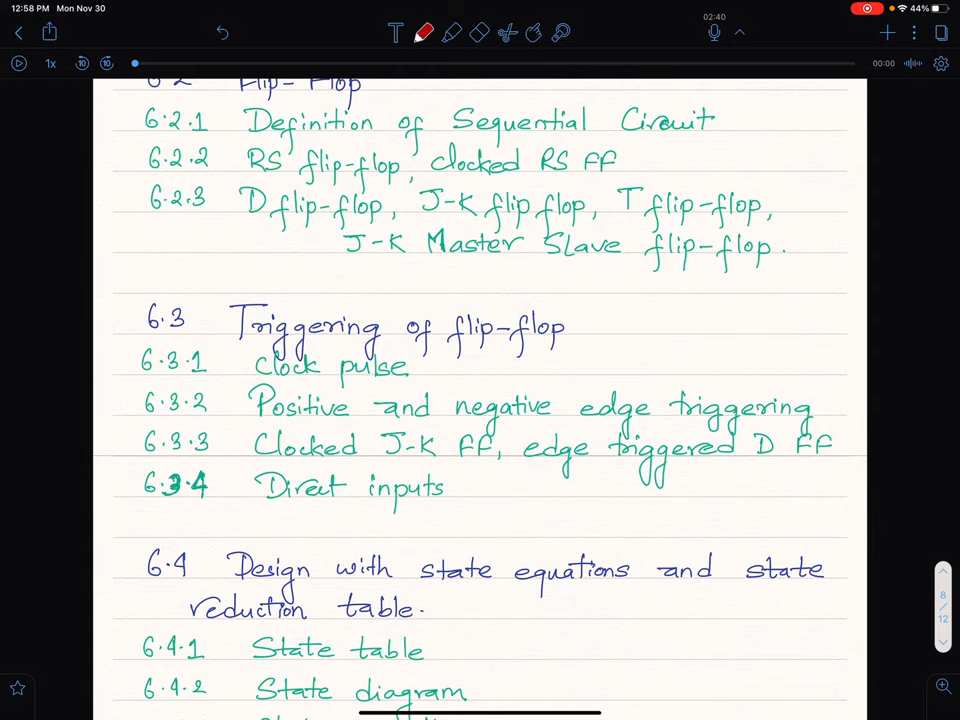 12:58 PM Mon Nov 30
44%
02:40
1x
10
10
00:00
6.2 Flip-Flop
6.2.1 Definition of Sequential Circuit
6.2.2 RS flip-flop, clocked RS FF
6.2.3 D flip-flop, J-K flip flop, T flip-flop,
J-K Master Slave flip-flop.
6.3 Triggering of flip-flop
6.3.1 Clock pulse
6.3.2 Positive and negative edge triggering
6.3.3 Clocked J-K FF, edge triggered D FF
6.3.4 Direct inputs
6.4 Design with state equations and state
reduction table.
8
/
12
6.4.1 State table
6.4.2 State diagram